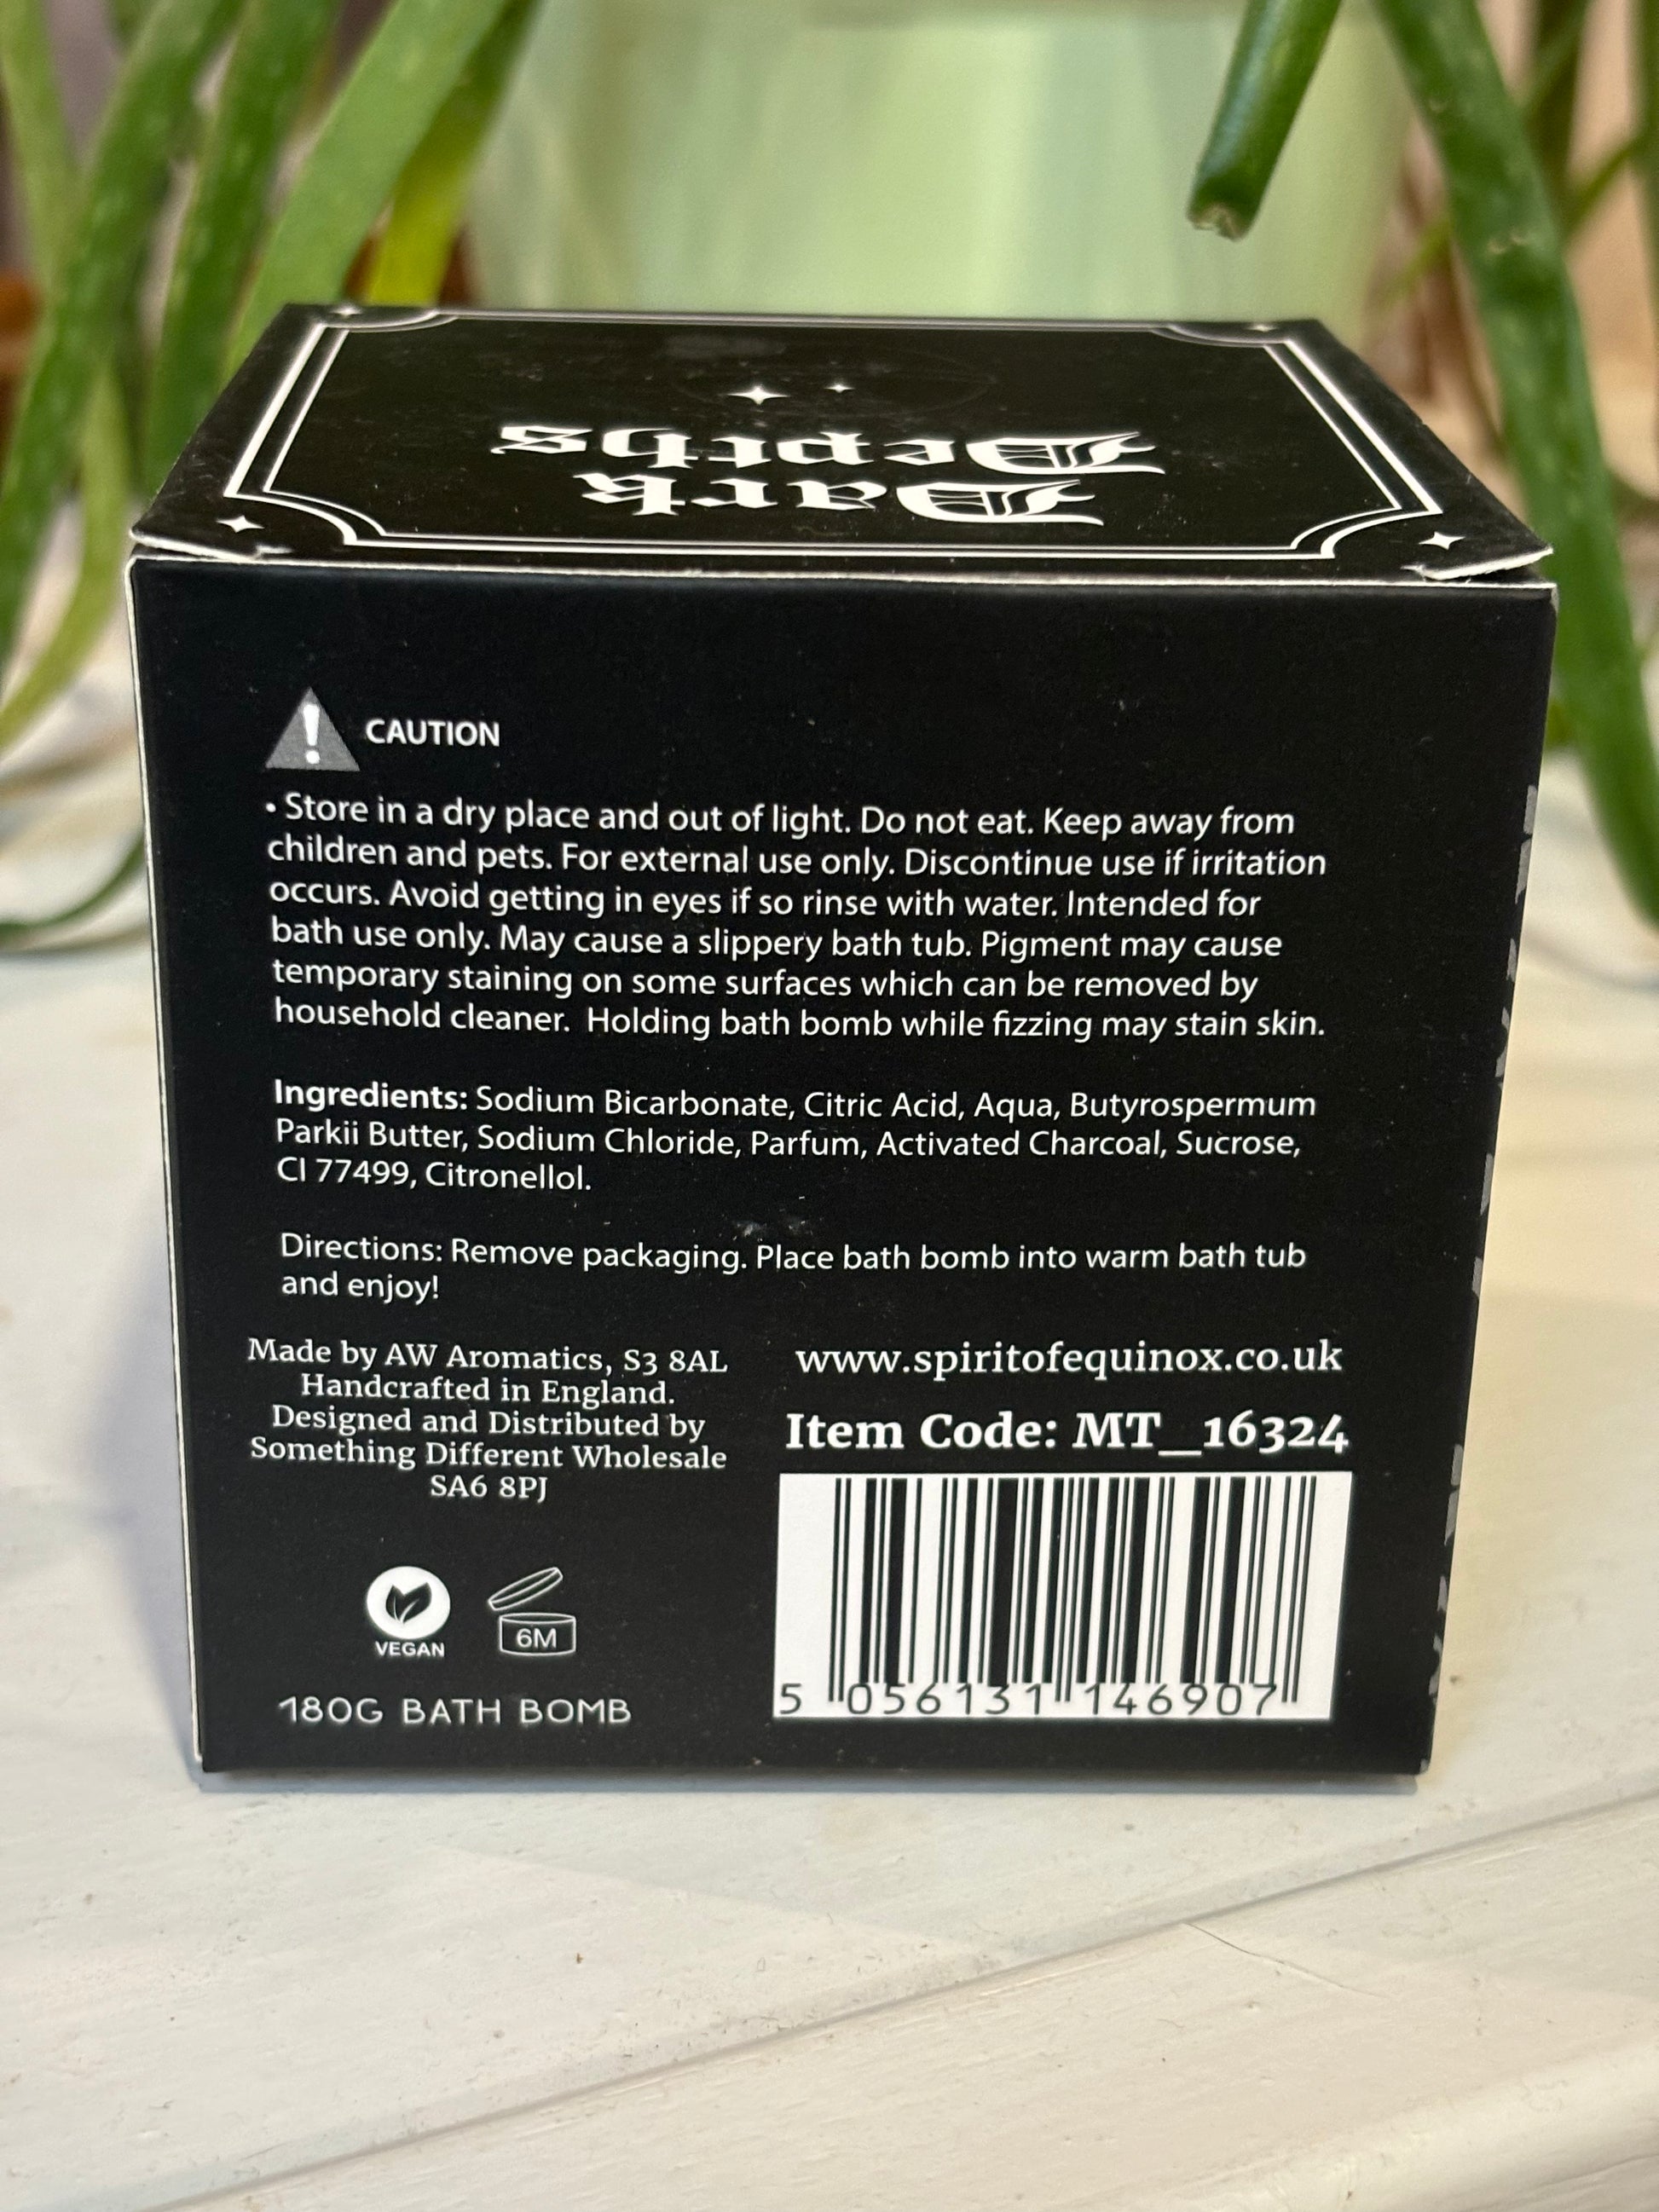 Dark
Depths
CAUTION
• Store in a dry place and out of light. Do not eat. Keep away from
children and pets. For external use only. Discontinue use if irritation
occurs. Avoid getting in eyes if so rinse with water. Intended for
bath use only. May cause a slippery bath tub. Pigment may cause
temporary staining on some surfaces which can be removed by
household cleaner.  Holding bath bomb while fizzing may stain skin.
Ingredients: Sodium Bicarbonate, Citric Acid, Aqua, Butyrospermum
Parkii Butter, Sodium Chloride, Parfum, Activated Charcoal, Sucrose,
CI 77499, Citronellol.
Directions: Remove packaging. Place bath bomb into warm bath tub
and enjoy!
Made by AW Aromatics, S3 8AL
Handcrafted in England.
Designed and Distributed by
Something Different Wholesale
SA6 8PJ
VEGAN
6M
180G BATH BOMB
www.spiritofequinox.co.uk
Item Code: MT_16324
5 056131 146907